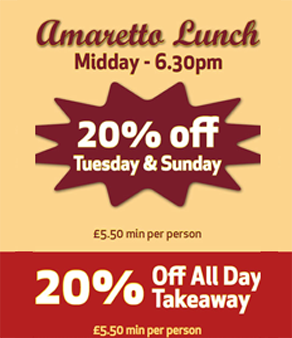 Amaretto Lunch
Midday - 6.30pm
20% off
Tuesday & Sunday
£5.50 min per person
20% Off All Day
Takeaway
£5.50 min per person